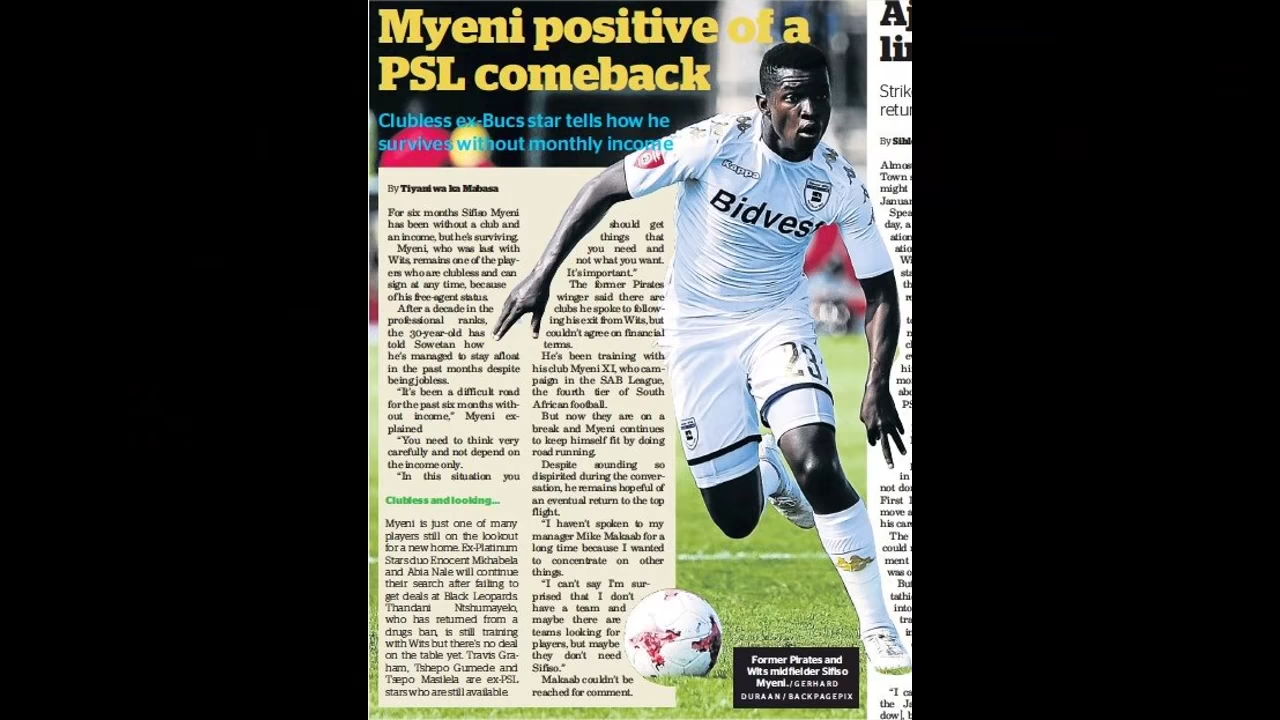 Myeni positive of a
PSL comeback
Clubless ex-Bucs star tells how he
survives without monthly income
By Tiyani wa ka Mabasa
For six months Sifiso Myeni
has been without a club and
an income, but he's surviving.
Myeni, who was last with
Wits, remains one of the play-
ers who are clubless and can
sign at any time, because
of his free-agent status.
After a decade in the
professional ranks,
the 30-year-old has
told Sowetan how
he's managed to stay afloat
in the past months despite
being jobless.
"It's been a difficult road
for the past six months with-
out income," Myeni ex-
plained
"You need to think very
carefully and not depend on
the income only.
"In this situation you
should get
things that
you need and
not what you want.
It's important."
The former Pirates
winger said there are
clubs he spoke to follow-
ing his exit from Wits, but
couldn't agree on financial
terms.
He's been training with
his club Myeni XI, who cam-
paign in the SAB League,
the fourth tier of South
African football.
But now they are on a
break and Myeni continues
to keep himself fit by doing
road running.
Despite sounding so
dispirited during the conver-
sation, he remains hopeful of
an eventual return to the top
flight.
"I haven't spoken to my
manager Mike Makaab for a
long time because I wanted
to concentrate on other
things.
"I can't say I'm sur-
prised that I don't
have a team and
maybe there are
teams looking for
players, but maybe
they don't need
Sifiso."
Makaab couldn't be
reached for comment.
Clubless and looking...
Myeni is just one of many
players still on the lookout
for a new home. Ex-Platinum
Stars duo Enocent Mkhabela
and Abia Nale will continue
their search after failing to
get deals at Black Leopards.
Thandani Ntshumayelo,
who has returned from a
drugs ban, is still training
with Wits but there's no deal
on the table yet. Travis Gra-
ham, Tshepo Gumede and
Tsepo Masilela are ex-PSL
stars who are still available.
Kappa
Bidvest
23
Former Pirates and
Wits midfielder Sifiso
Myeni. / GERHARD
DURAAN / BACKPAGEPIX
Strik
retur
By
Almos
Town s
might
Januar
Spea
day, a